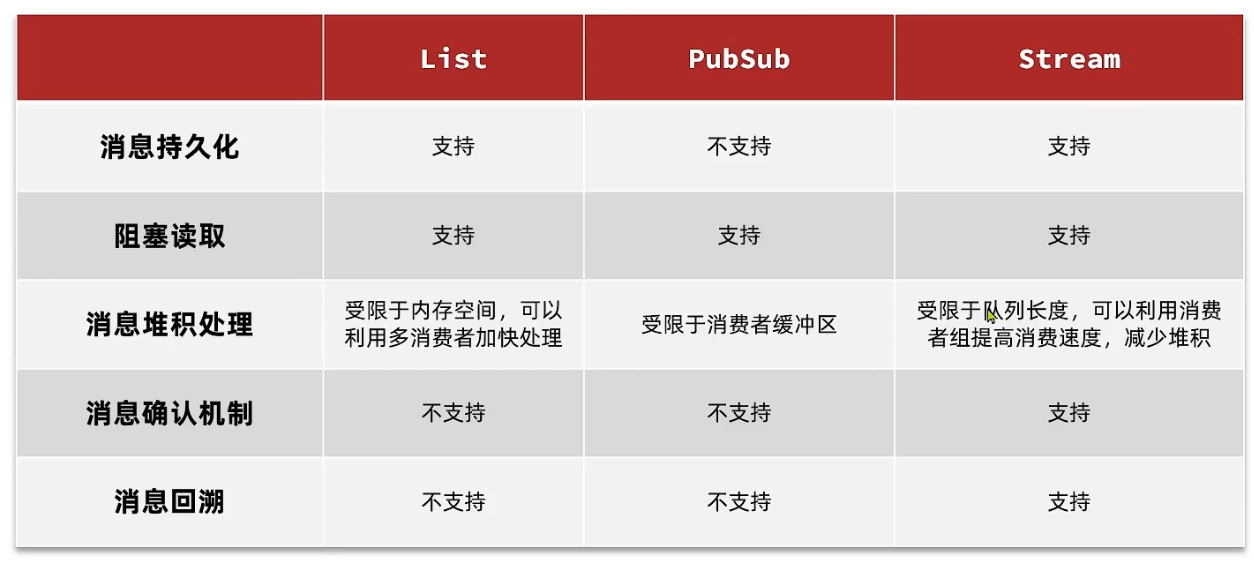 List PubSub Stream
消息持久化 支持 不支持 支持
阻塞读取 支持 支持 支持
消息堆积处理 受限于内存空间，可以 利用多消费者加快处理 受限于消费者缓冲区 受限于队列长度，可以利用消费 者组提高消费速度，减少堆积
消息确认机制 不支持 不支持 支持
消息回溯 不支持 不支持 支持